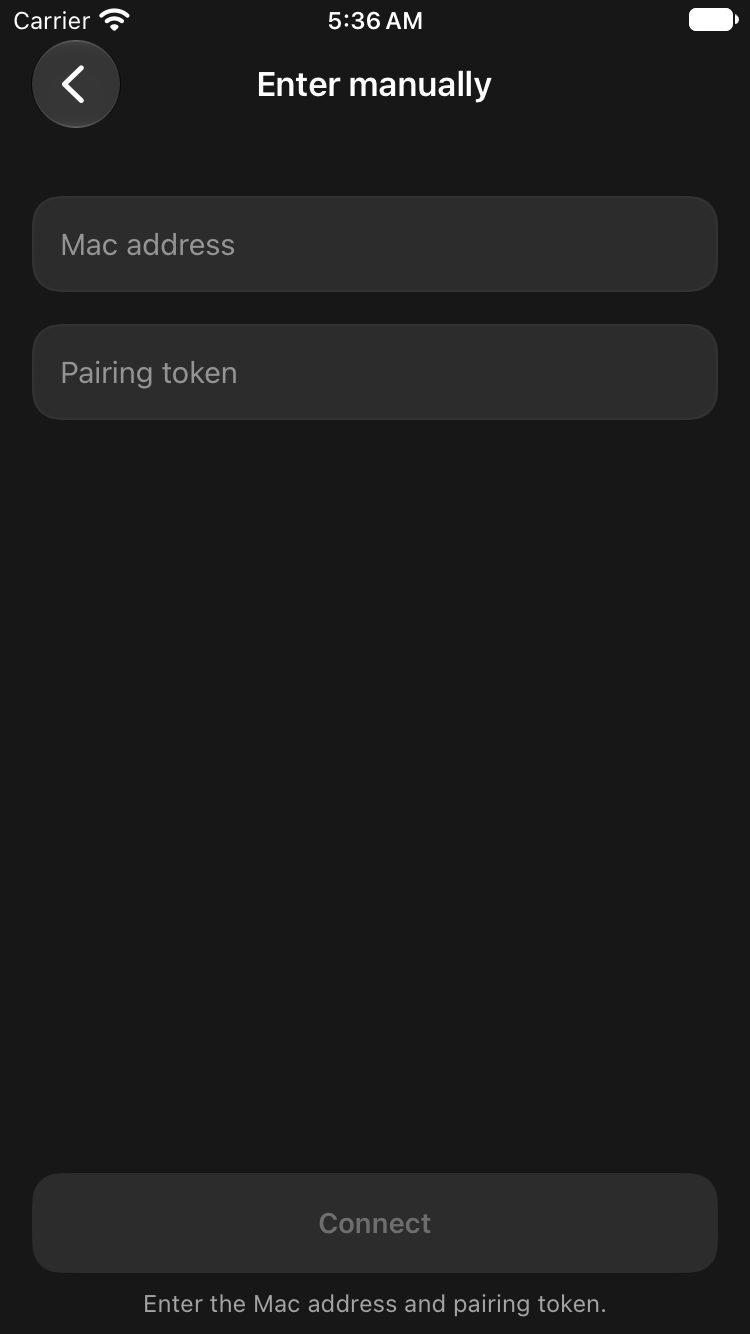 Carrier 5:36 AM
Enter manually
Mac address
Pairing token
Connect
Enter the Mac address and pairing token.